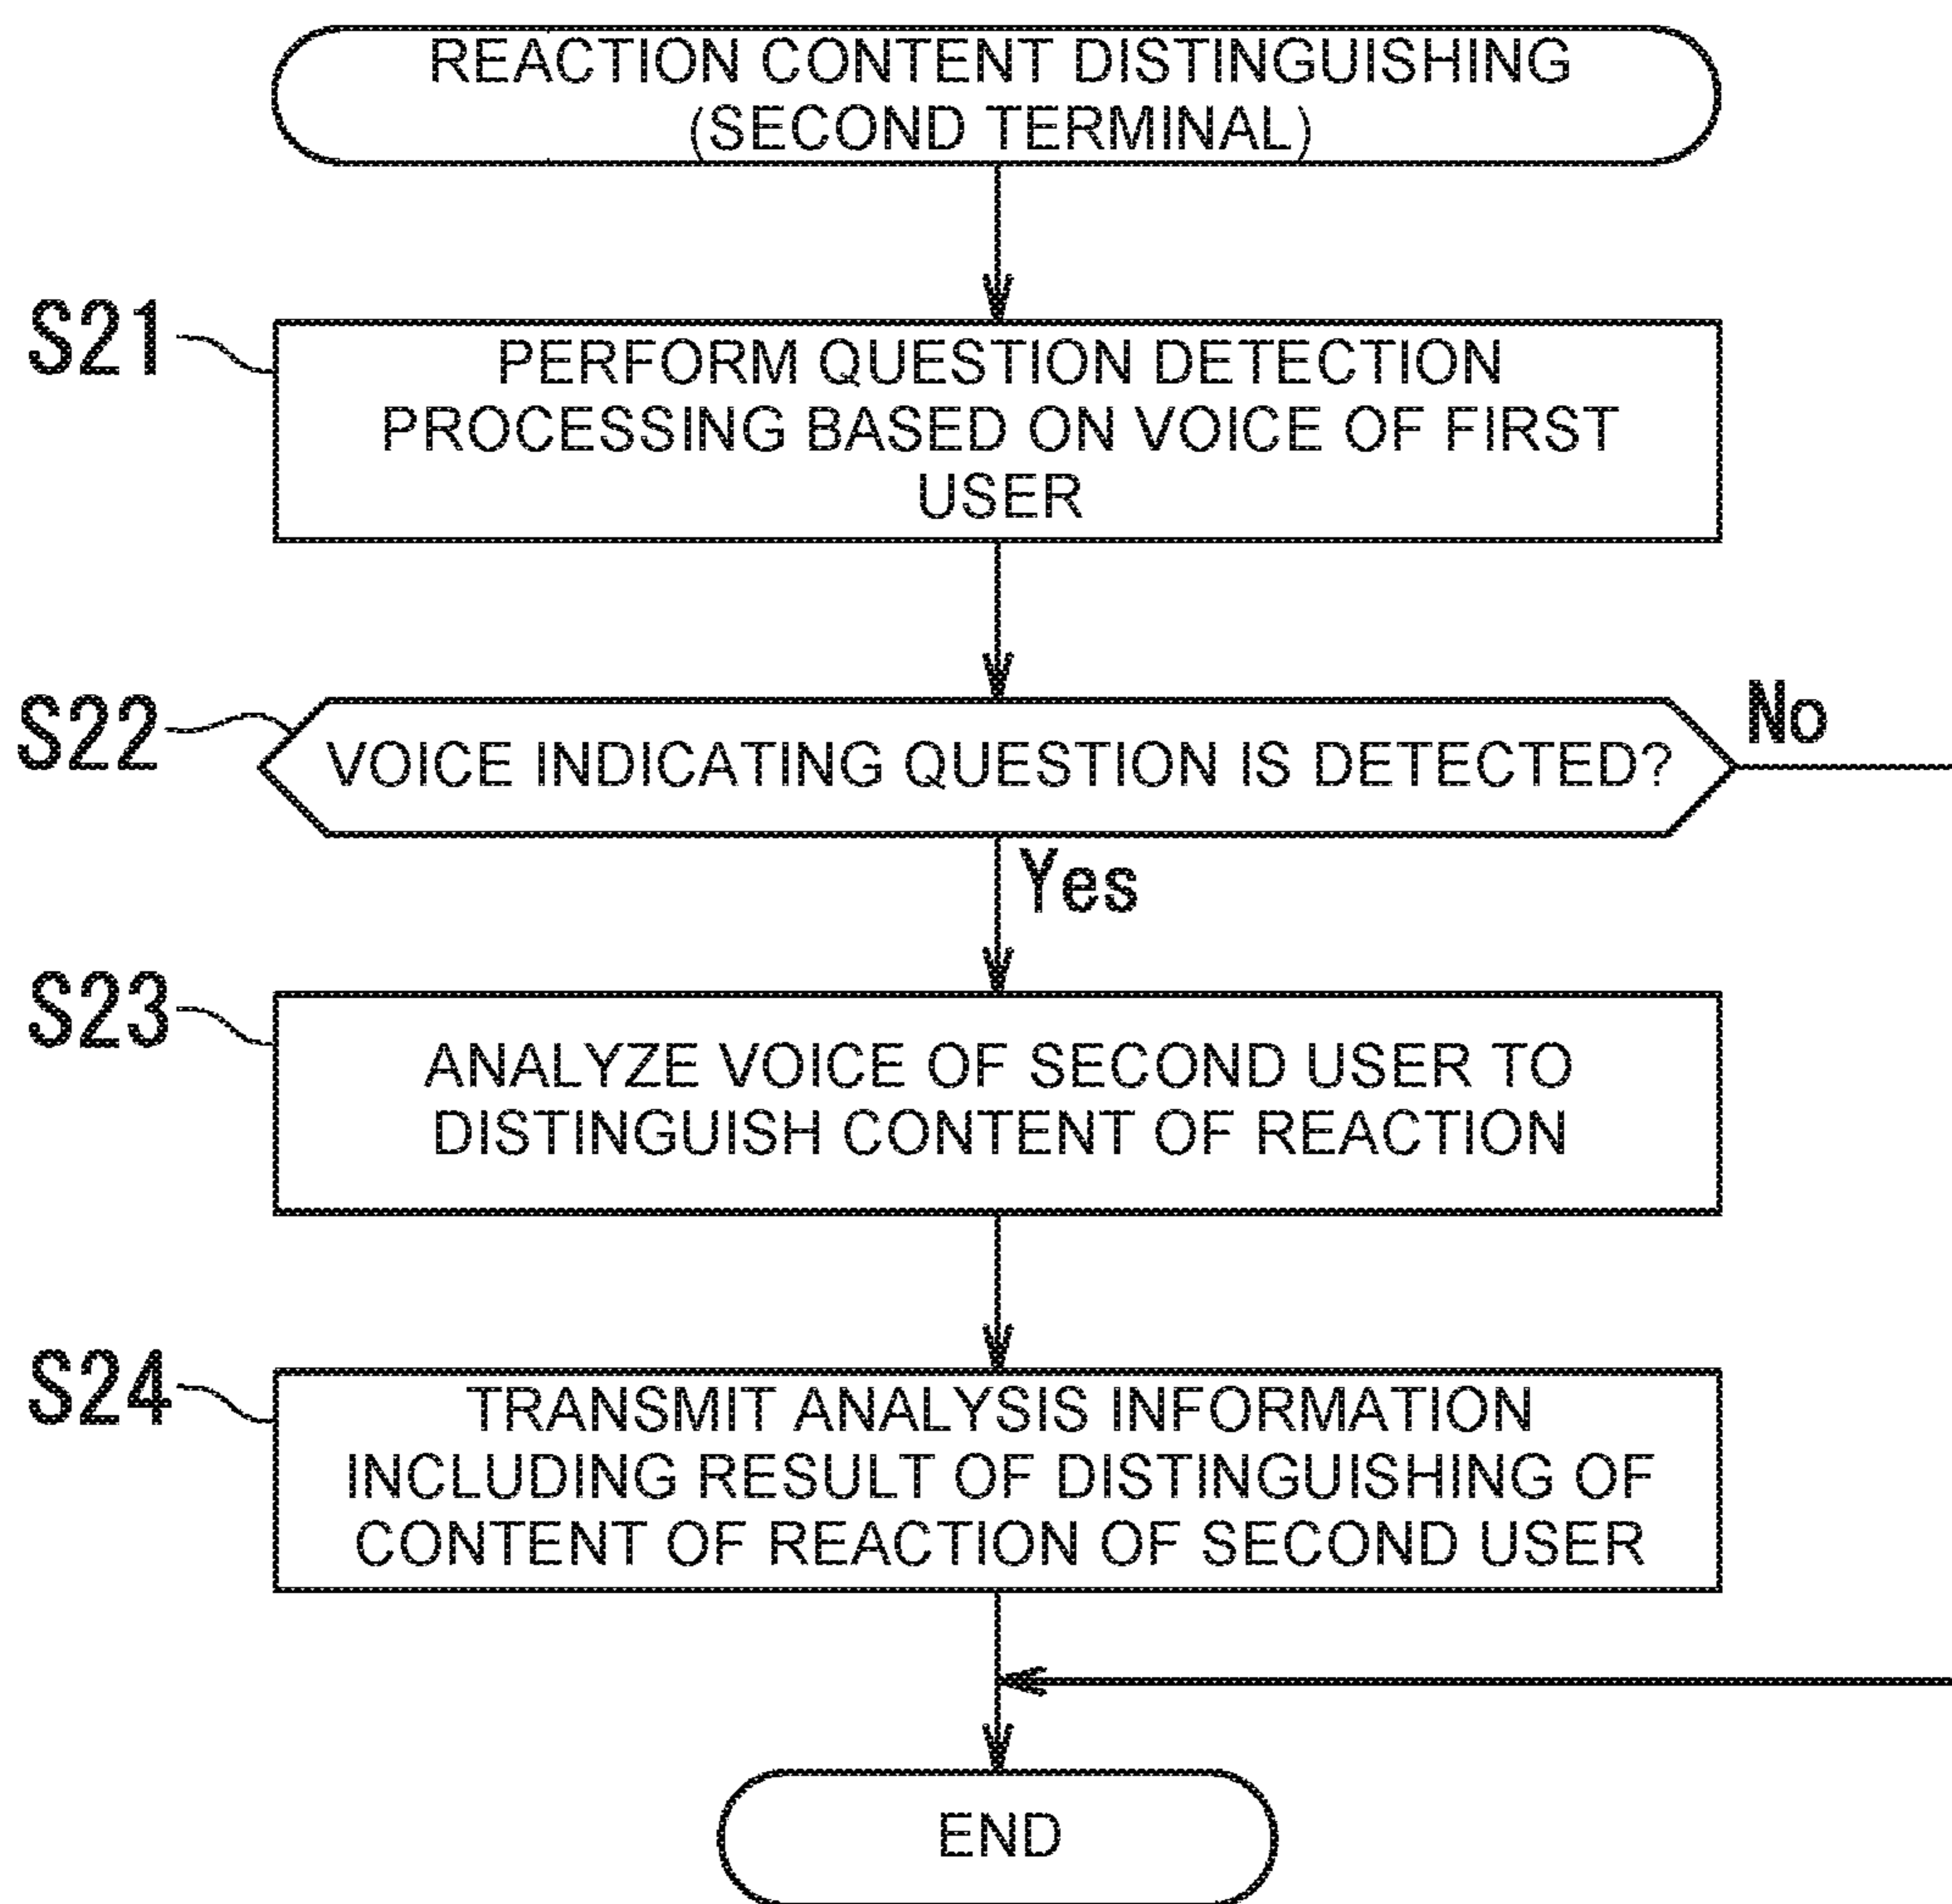 REACTION CONTENT DISTINGUISHING
(SECOND TERMINAL)
S21
PERFORM QUESTION DETECTION
PROCESSING BASED ON VOICE OF FIRST
USER
S22
VOICE INDICATING QUESTION IS DETECTED?
No
Yes
S23
ANALYZE VOICE OF SECOND USER TO
DISTINGUISH CONTENT OF REACTION
S24
TRANSMIT ANALYSIS INFORMATION
INCLUDING RESULT OF DISTINGUISHING OF
CONTENT OF REACTION OF SECOND USER
END